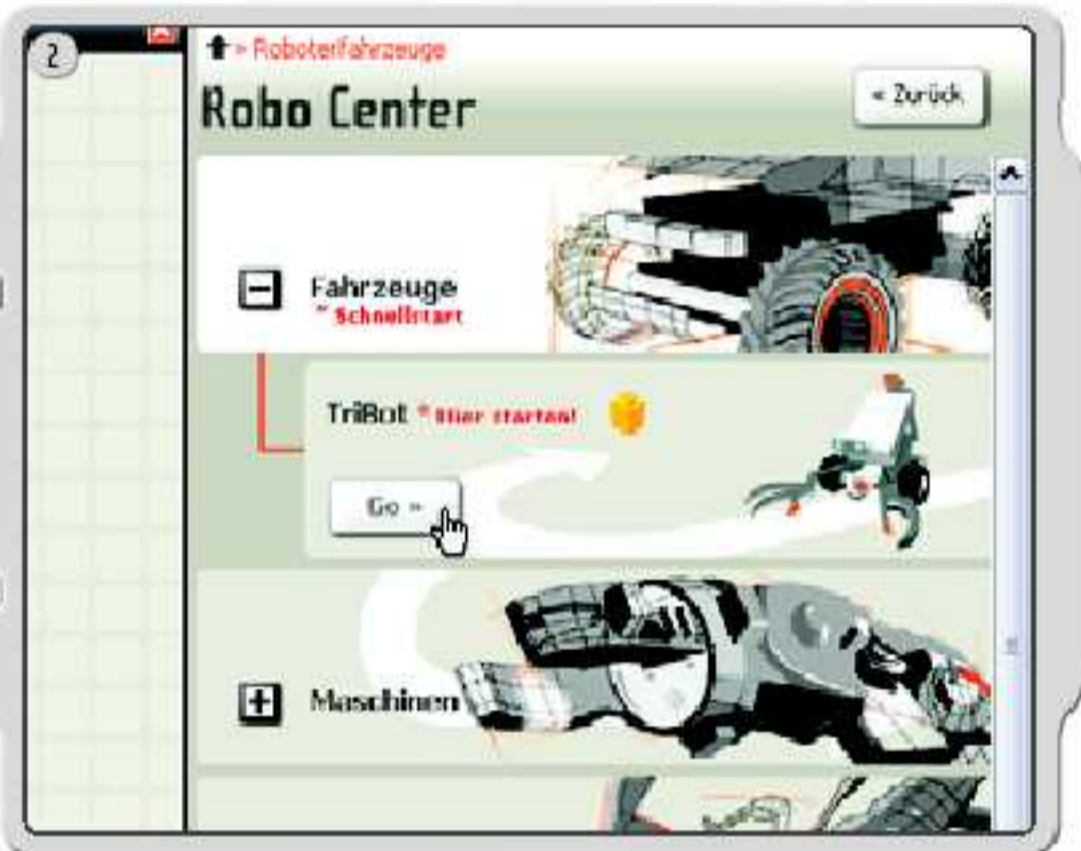 2
» Roboterfahrzeuge
Robo Center
« Zurück
Fahrzeuge
* Schnellstart
TriBot * Hier starten!
Go »
Maschinen